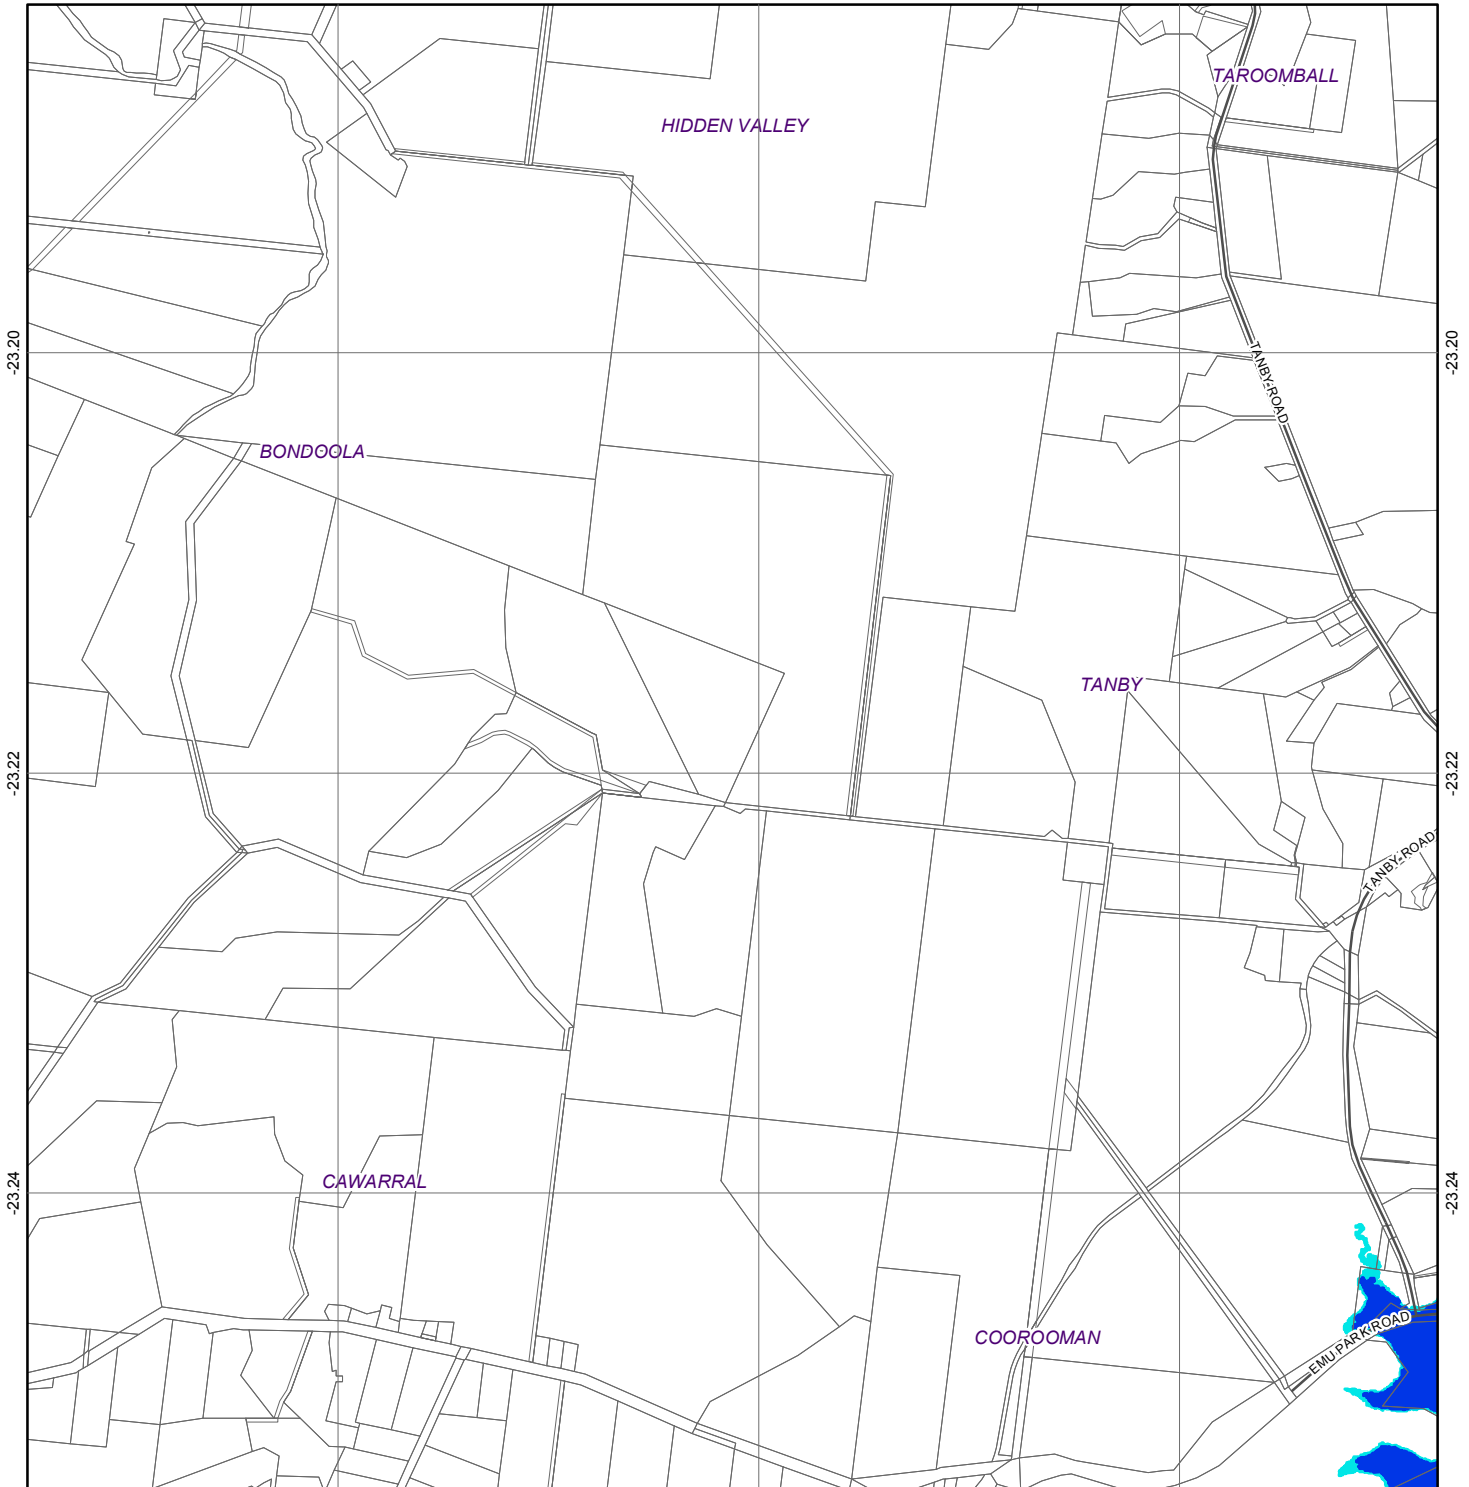 TAROOMBALL
HIDDEN VALLEY
-23.20
-23.20
TANBY ROAD
BONDOOLA
TANBY
-23.22
-23.22
TANBY ROAD
CAWARRAL
-23.24
-23.24
COOROOMAN
EMU PARK ROAD